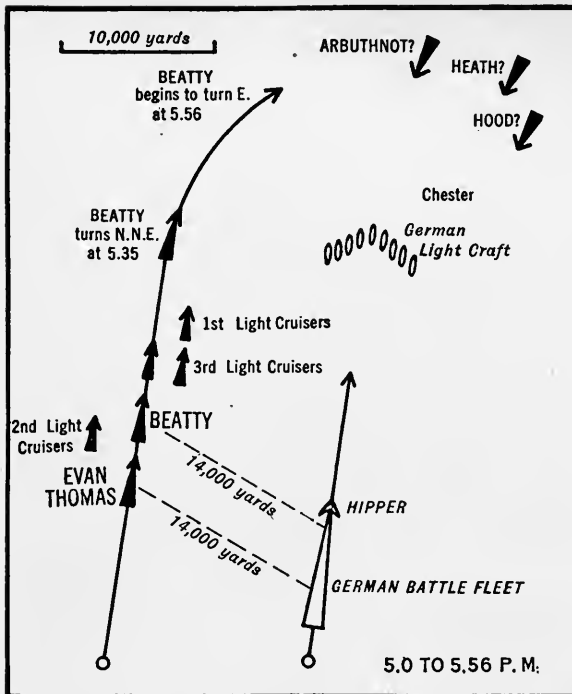 10,000 yards
ARBUTHNOT?
HEATH?
HOOD?
BEATTY
begins to turn E.
at 5.56
Chester
German
Light Craft
BEATTY
turns N.N.E.
at 5.35
1st Light Cruisers
3rd Light Cruisers
2nd Light
Cruisers
BEATTY
EVAN
THOMAS
14,000 yards
14,000 yards
HIPPER
GERMAN BATTLE FLEET
5.0 TO 5.56 P. M: